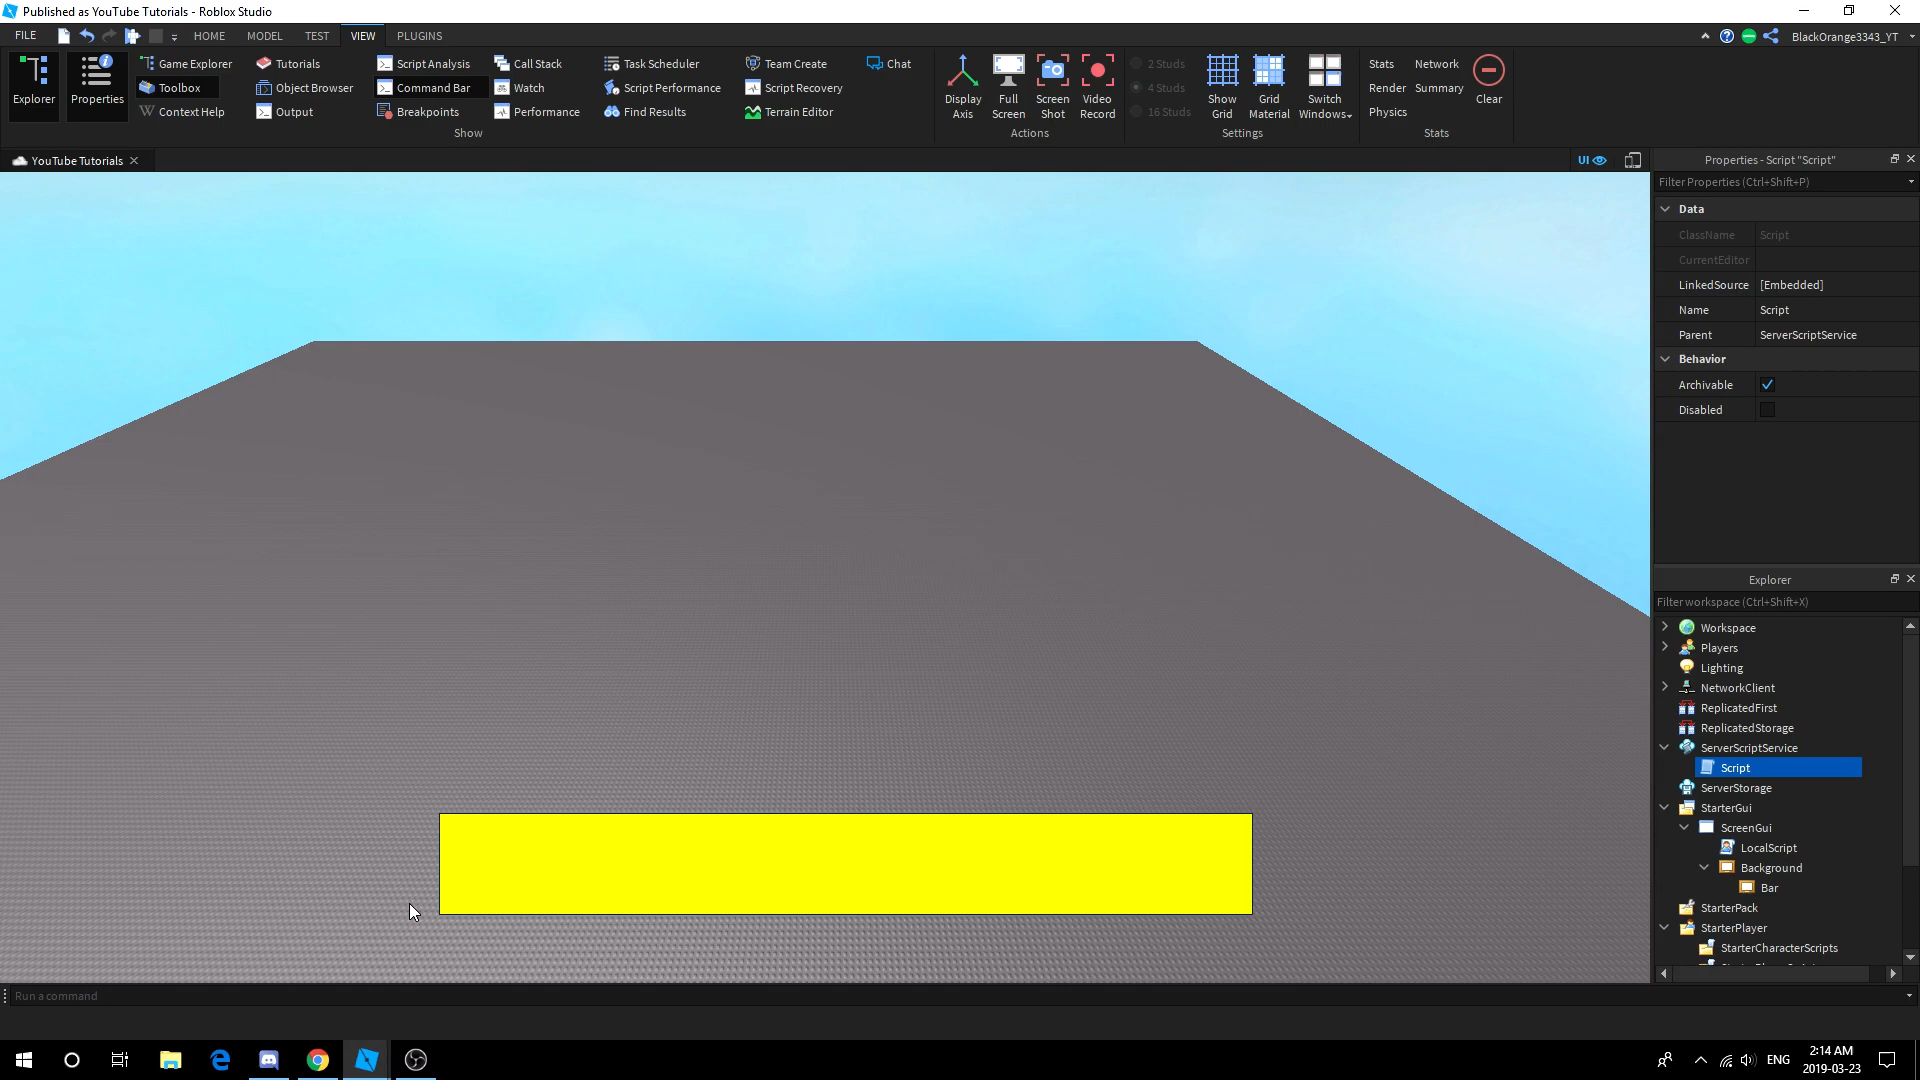 Published as YouTube Tutorials - Roblox Studio
FILE HOME MODEL TEST VIEW PLUGINS BlackOrange3343_YT
Explorer
Properties
Game Explorer
Toolbox
Context Help
Tutorials
Object Browser
Output
Script Analysis
Command Bar
Breakpoints
Call Stack
Watch
Performance
Task Scheduler
Script Performance
Find Results
Team Create
Script Recovery
Terrain Editor
Chat
Show
Display
Axis
Full
Screen
Screen
Shot
Video
Record
Actions
2 Studs
4 Studs
16 Studs
Show
Grid
Grid
Material
Switch
Windows
Settings
Stats
Render
Physics
Network
Summary
Clear
Stats
YouTube Tutorials
UI
Properties - Script "Script"
Filter Properties (Ctrl+Shift+P)
Data
ClassName Script
CurrentEditor
LinkedSource [Embedded]
Name Script
Parent ServerScriptService
Behavior
Archivable
Disabled
Explorer
Filter workspace (Ctrl+Shift+X)
Workspace
Players
Lighting
NetworkClient
ReplicatedFirst
ReplicatedStorage
ServerScriptService
Script
ServerStorage
StarterGui
ScreenGui
LocalScript
Background
Bar
StarterPack
StarterPlayer
StarterCharacterScripts
Run a command
ENG
2:14 AM
2019-03-23